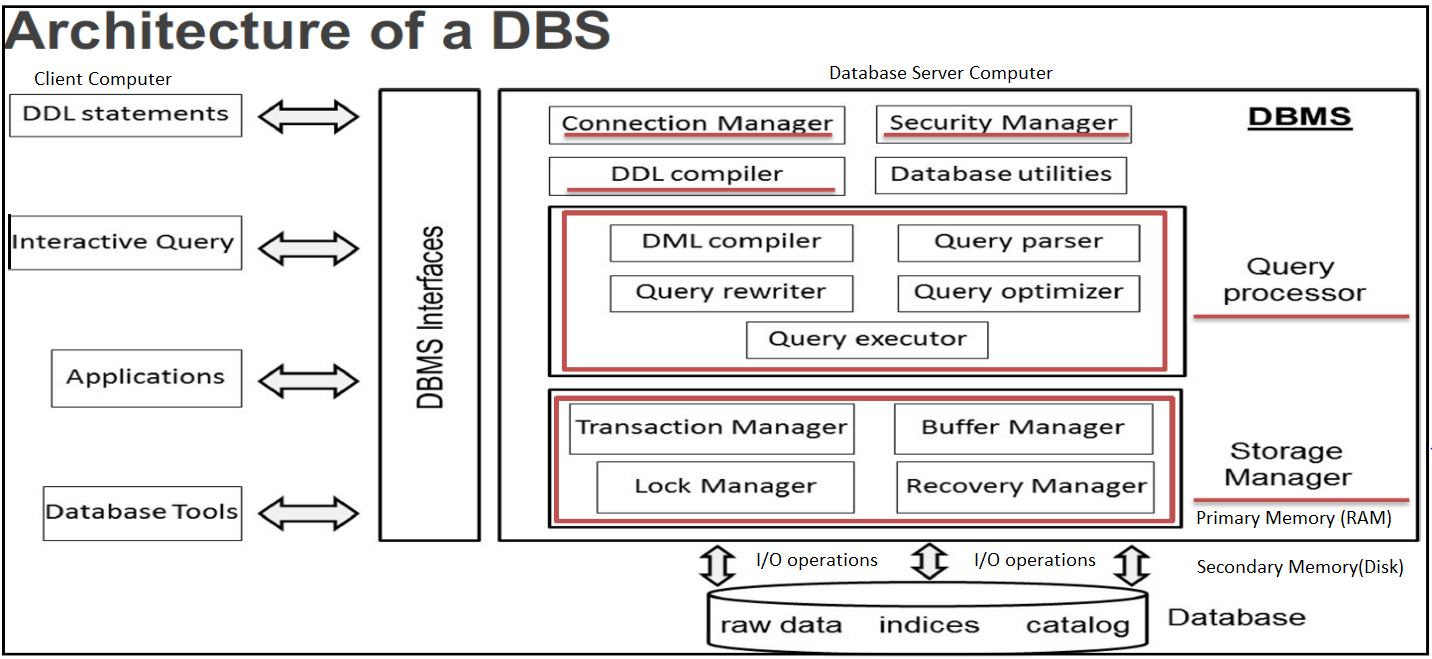 Architecture of a DBS
Client Computer
Database Server Computer
DDL statements
Interactive Query
Applications
Database Tools
DBMS Interfaces
DBMS
Connection Manager
Security Manager
DDL compiler
Database utilities
DML compiler
Query parser
Query rewriter
Query optimizer
Query executor
Query
processor
Transaction Manager
Buffer Manager
Lock Manager
Recovery Manager
Storage
Manager
Primary Memory (RAM)
I/O operations
I/O operations
Secondary Memory(Disk)
raw data
indices
catalog
Database